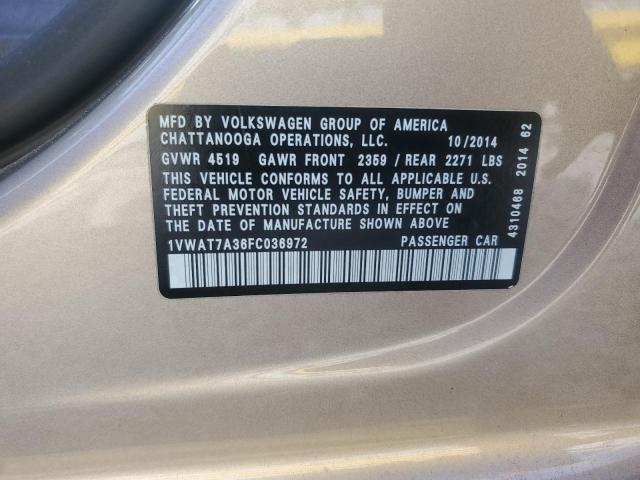 MFD BY VOLKSWAGEN GROUP OF AMERICA
CHATTANOOGA OPERATIONS, LLC. 10/2014
GVWR 4519 GAWR FRONT 2359 / REAR 2271 LBS
THIS VEHICLE CONFORMS TO ALL APPLICABLE U.S.
FEDERAL MOTOR VEHICLE SAFETY, BUMPER AND
THEFT PREVENTION STANDARDS IN EFFECT ON
THE DATE OF MANUFACTURE SHOWN ABOVE
1VWAT7A36FC036972 PASSENGER CAR
4310468 2014 62